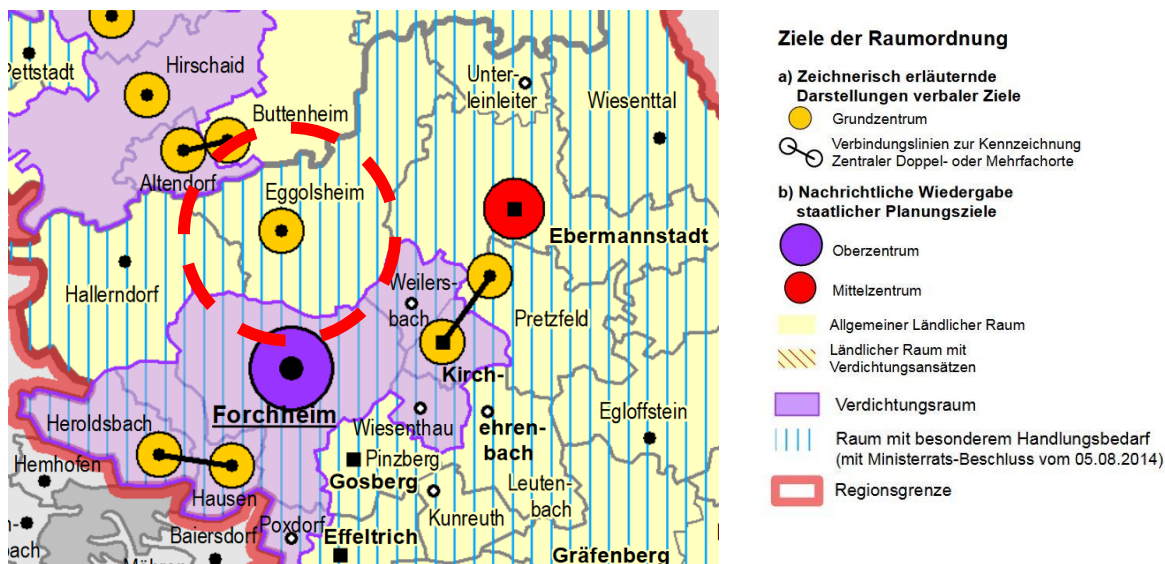 Pettstadt
Hirschaid
Buttenheim
Unter-
leinleiter
Wiesenttal
Altendorf
Eggolsheim
Ebermannstadt
Hallerndorf
Weilers-
bach
Pretzfeld
Kirch-
ehren-
bach
Forchheim
Heroldsbach
Wiesenthau
Egloffstein
Hemhofen
Pinzberg
Gosberg
Leuten-
bach
Hausen
Kunreuth
Poxdorf
Baiersdorf
Effeltrich
Gräfenberg
bach
Ziele der Raumordnung
a) Zeichnerisch erläuternde
Darstellungen verbaler Ziele
Grundzentrum
Verbindungslinien zur Kennzeichnung
Zentraler Doppel- oder Mehrfachorte
b) Nachrichtliche Wiedergabe
staatlicher Planungsziele
Oberzentrum
Mittelzentrum
Allgemeiner Ländlicher Raum
Ländlicher Raum mit
Verdichtungsansätzen
Verdichtungsraum
Raum mit besonderem Handlungsbedarf
(mit Ministerrats-Beschluss vom 05.08.2014)
Regionsgrenze